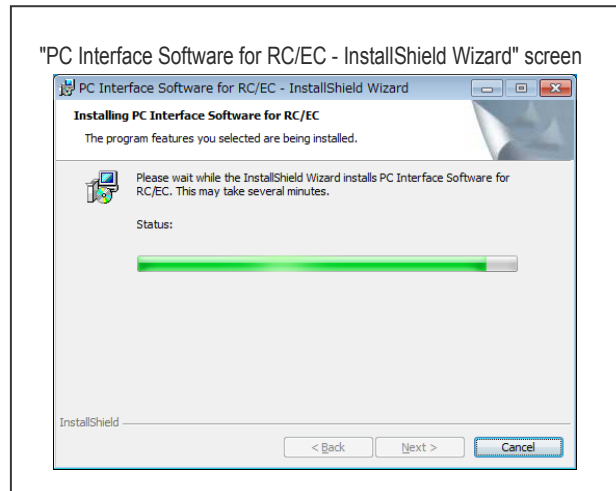 "PC Interface Software for RC/EC - InstallShield Wizard" screen
PC Interface Software for RC/EC - InstallShield Wizard
Installing PC Interface Software for RC/EC
The program features you selected are being installed.
Please wait while the InstallShield Wizard installs PC Interface Software for
RC/EC. This may take several minutes.
Status:
InstallShield
< Back Next > Cancel